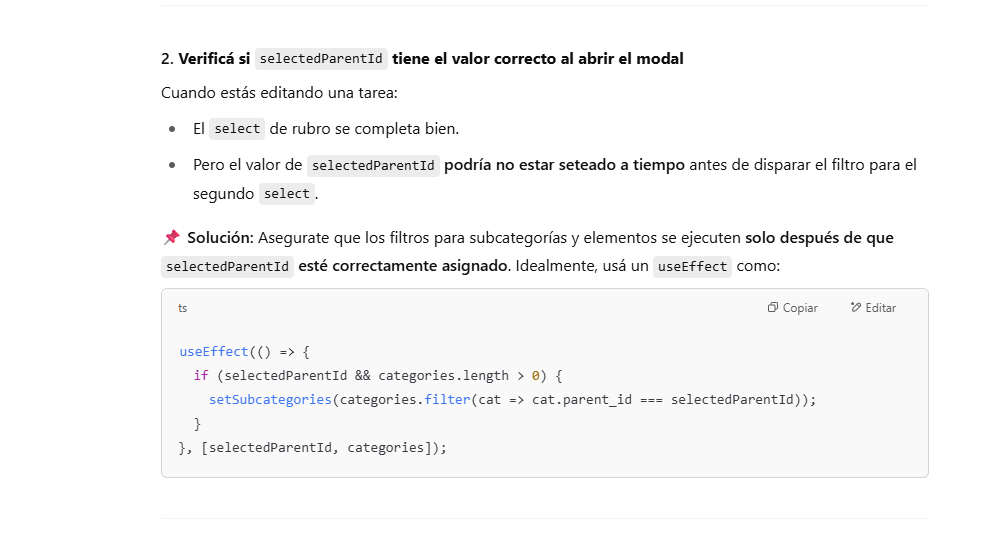 2. Verificá si selectedParentId tiene el valor correcto al abrir el modal
Cuando estás editando una tarea:
• El select de rubro se completa bien.
• Pero el valor de selectedParentId podría no estar seteado a tiempo antes de disparar el filtro para el
segundo select.
📌 Solución: Asegurate que los filtros para subcategorías y elementos se ejecuten solo después de que
selectedParentId esté correctamente asignado. Idealmente, usá un useEffect como:
ts Copiar Editar
useEffect(() => {
  if (selectedParentId && categories.length > 0) {
    setSubcategories(categories.filter(cat => cat.parent_id === selectedParentId));
  }
}, [selectedParentId, categories]);